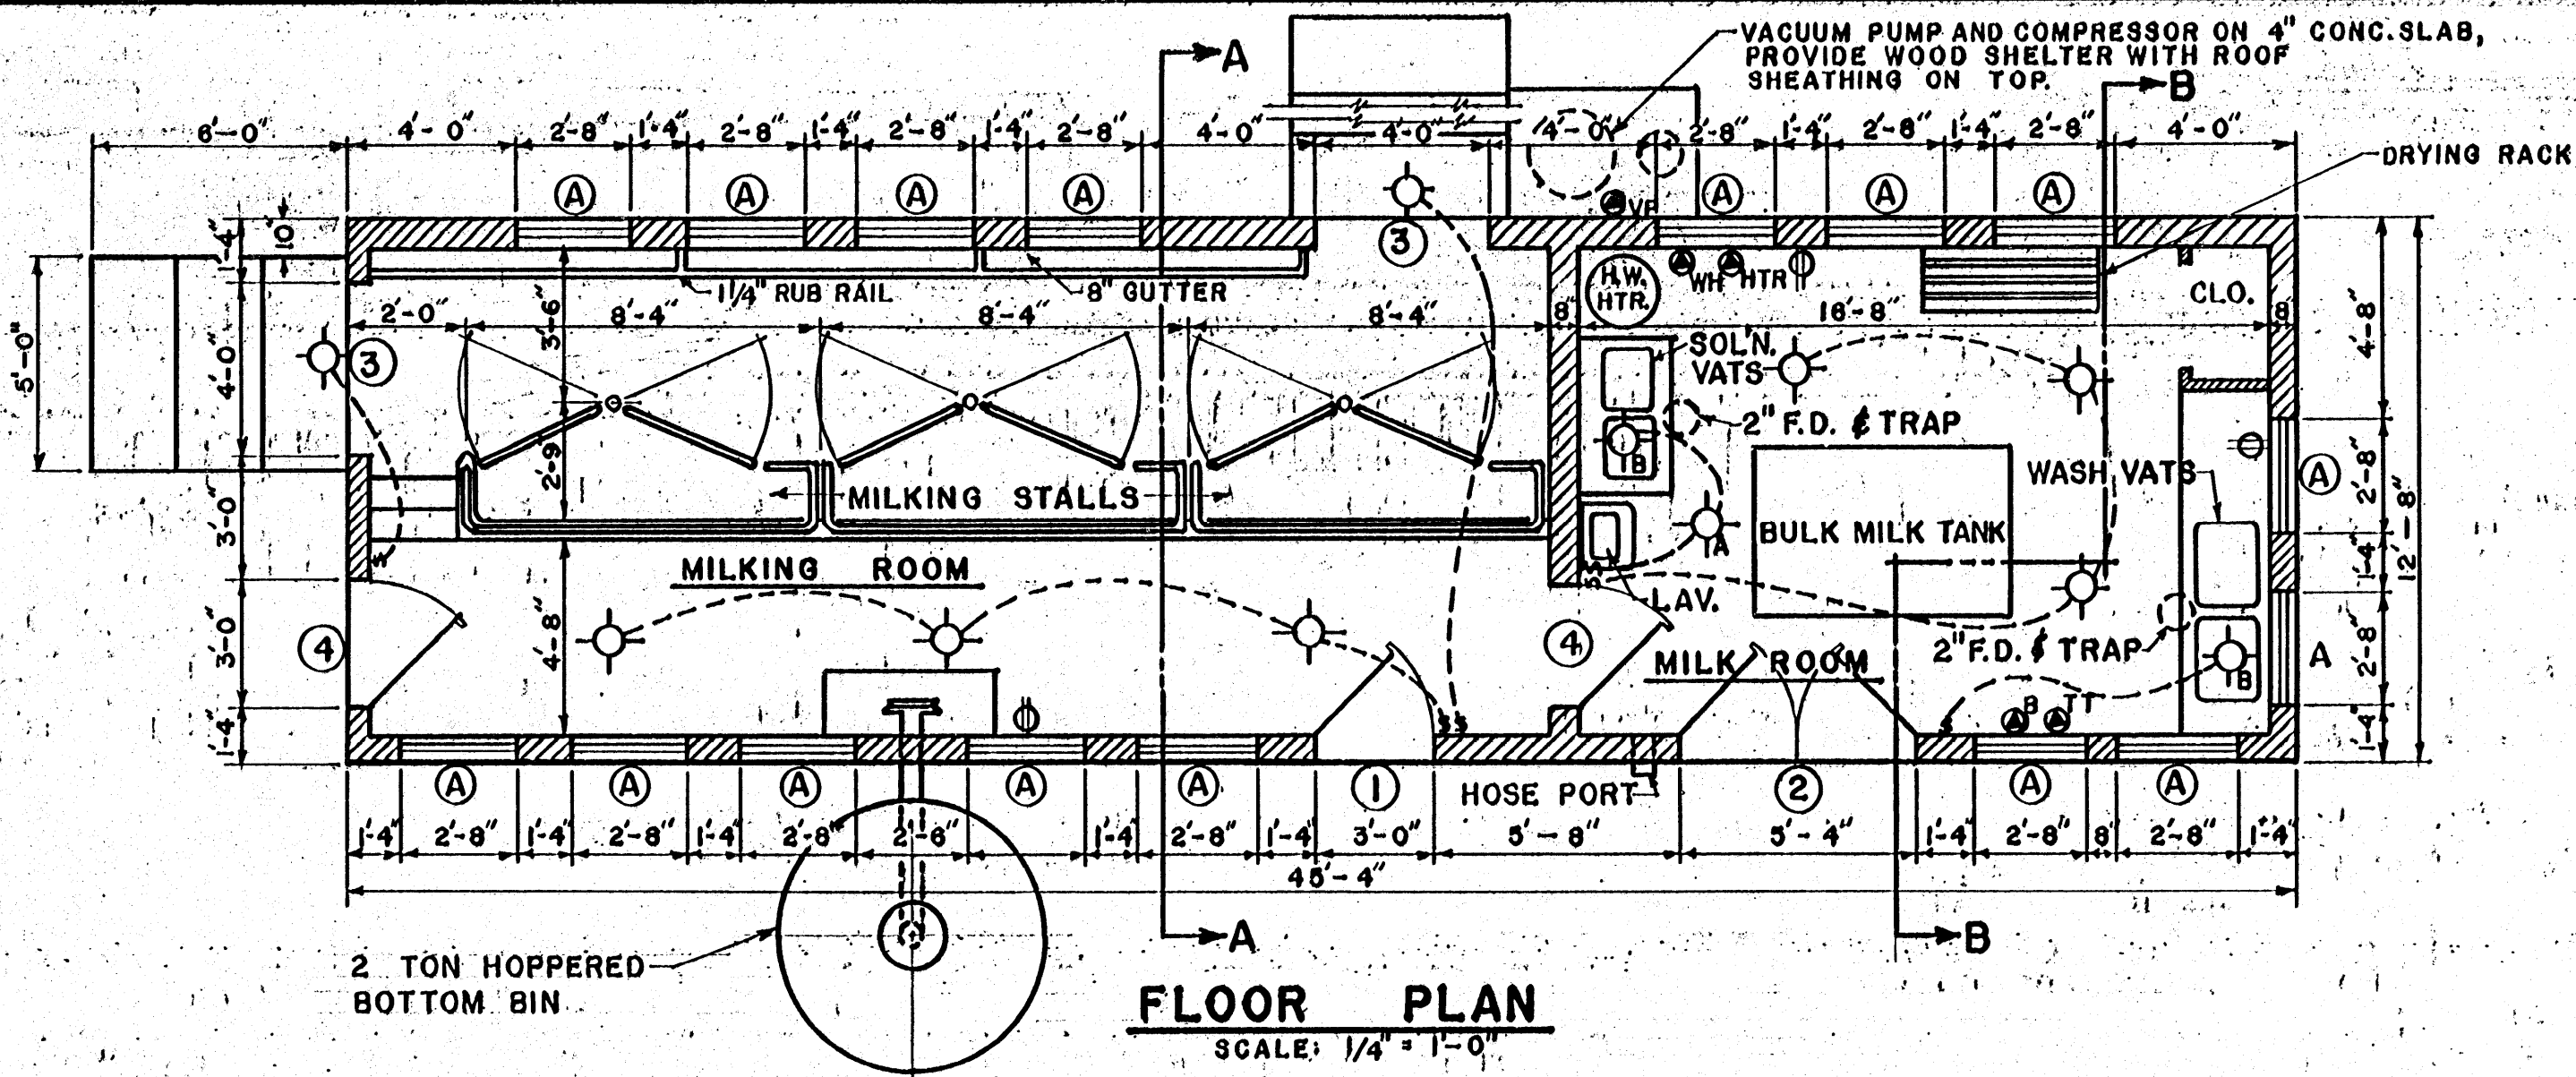 VACUUM PUMP AND COMPRESSOR ON 4" CONC. SLAB,
PROVIDE WOOD SHELTER WITH ROOF
SHEATHING ON TOP.
A
B
6'-0" 4'-0" 2'-8" 1'-4" 2'-8" 1'-4" 2'-8" 1'-4" 2'-8" 4'-0" 4'-0" 4'-0" 2'-8" 1'-4" 2'-8" 1'-4" 2'-8" 4'-0"
DRYING RACK
A A A A A A A
VP
1'-4" 10"
3 
H.W. HTR.
WH HTR
CLO.
1 1/4" RUB RAIL
8" GUTTER
2'-0" 8'-4" 3'-6" 8'-4" 8'-4" 8" 16'-8" 8"
4'-8"
SOL'N.
VATS
5'-0" 4'-0" 3
2" F.D. & TRAP
B
WASH VATS
A
2'-8"
12'-8"
3'-0"
2'-9"
MILKING STALLS
BULK MILK TANK
A
1'-4"
MILKING ROOM
LAV.
S S
3'-0"
4
4'-8"
4
MILK ROOM
2" F.D. & TRAP
B
A
2'-8"
1'-4"
S S
S
B TT
1'-4"
A A A A A
1
HOSE PORT
2
A A
1'-4" 2'-8" 1'-4" 2'-8" 1'-4" 2'-8" 2'-6" 1'-4" 2'-8" 1'-4" 3'-0" 5'-8" 5'-4" 1'-4" 2'-8" 8" 2'-8" 1'-4"
45'-4"
A
B
2 TON HOPPERED
BOTTOM BIN
FLOOR PLAN
SCALE: 1/4" = 1'-0"